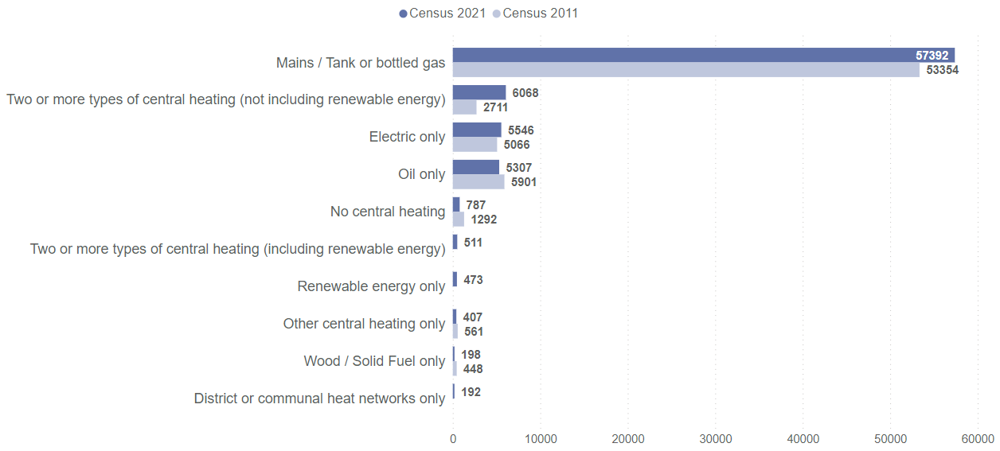 Census 2021 Census 2011
Mains / Tank or bottled gas
57392
53354
Two or more types of central heating (not including renewable energy)
6068
2711
Electric only
5546
5066
Oil only
5307
5901
No central heating
787
1292
Two or more types of central heating (including renewable energy)
511
Renewable energy only
473
Other central heating only
407
561
Wood / Solid Fuel only
198
448
District or communal heat networks only
192
0 10000 20000 30000 40000 50000 60000